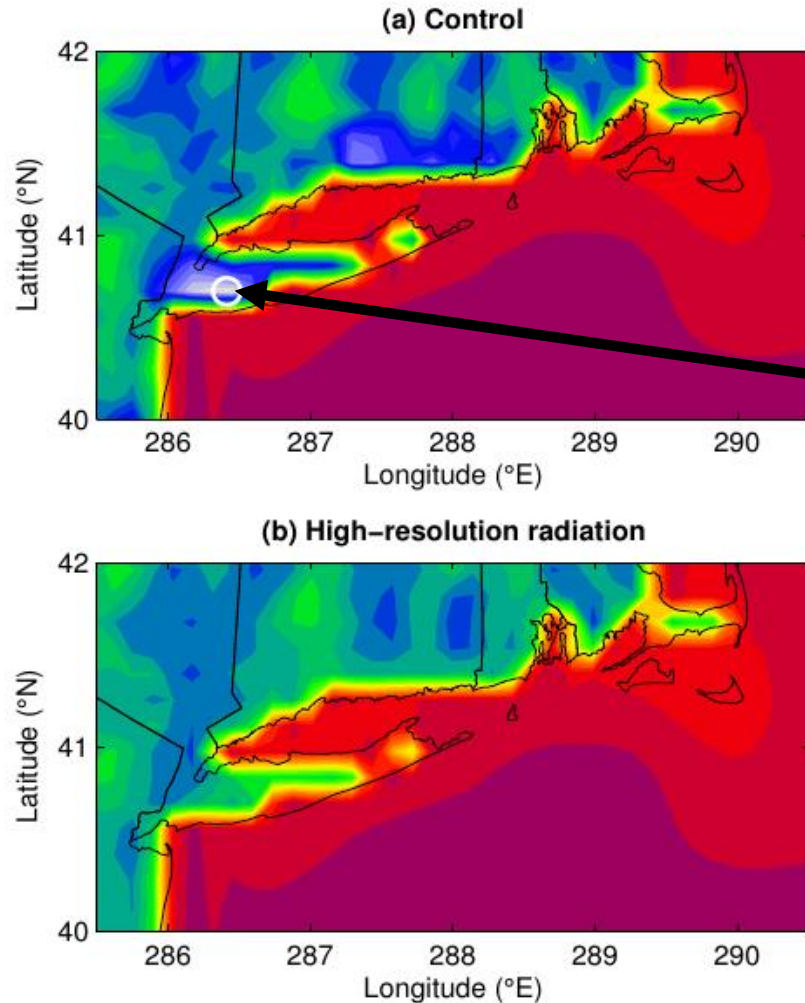 (a) Control
42
41
40
Latitude (°N)
286 287 288 289 290
Longitude (°E)
(b) High−resolution radiation
42
41
40
Latitude (°N)
286 287 288 289 290
Longitude (°E)